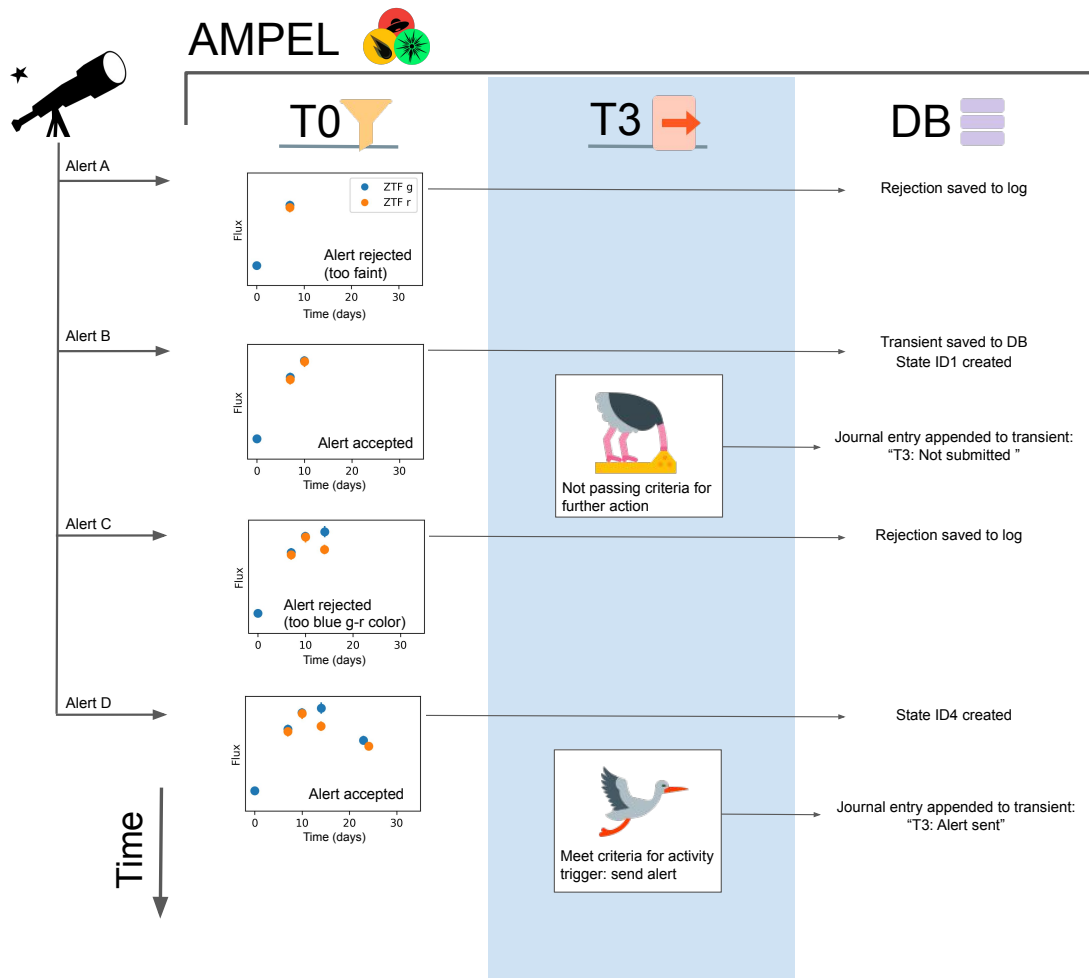 AMPEL
T0
T3
DB
Alert A
ZTF g
ZTF r
Flux
Alert rejected
(too faint)
0 10 20 30
Time (days)
Rejection saved to log
Alert B
Flux
Alert accepted
0 10 20 30
Time (days)
Transient saved to DB
State ID1 created
Not passing criteria for
further action
Journal entry appended to transient:
“T3: Not submitted ”
Alert C
Flux
Alert rejected
(too blue g-r color)
0 10 20 30
Time (days)
Rejection saved to log
Alert D
Flux
Alert accepted
0 10 20 30
Time (days)
State ID4 created
Meet criteria for activity
trigger: send alert
Journal entry appended to transient:
“T3: Alert sent”
Time